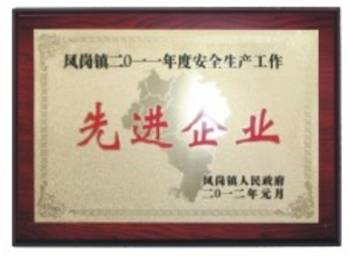 凤岗镇二〇一一年度安全生产工作
先进企业
凤岗镇人民政府
二〇一二年元月